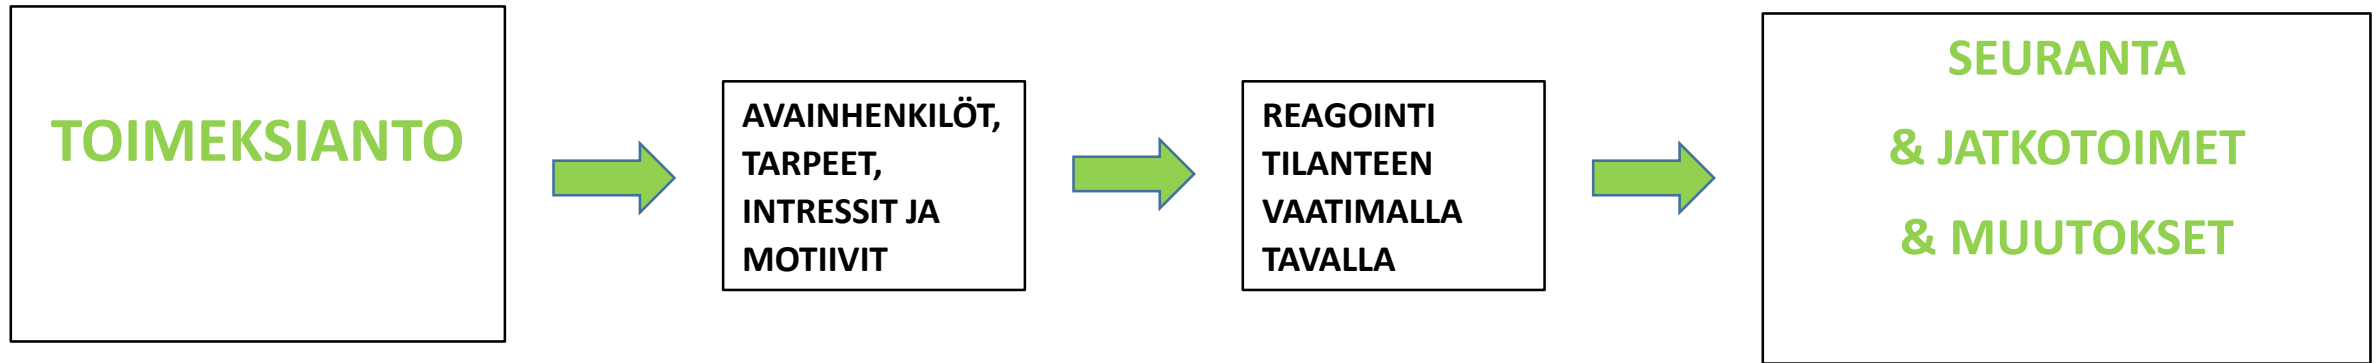 TOIMEKSIANTO
AVAINHENKILÖT,
TARPEET,
INTRESSIT JA
MOTIIVIT
REAGOINTI
TILANTEEN
VAATIMALLA
TAVALLA
SEURANTA
& JATKOTOIMET
& MUUTOKSET